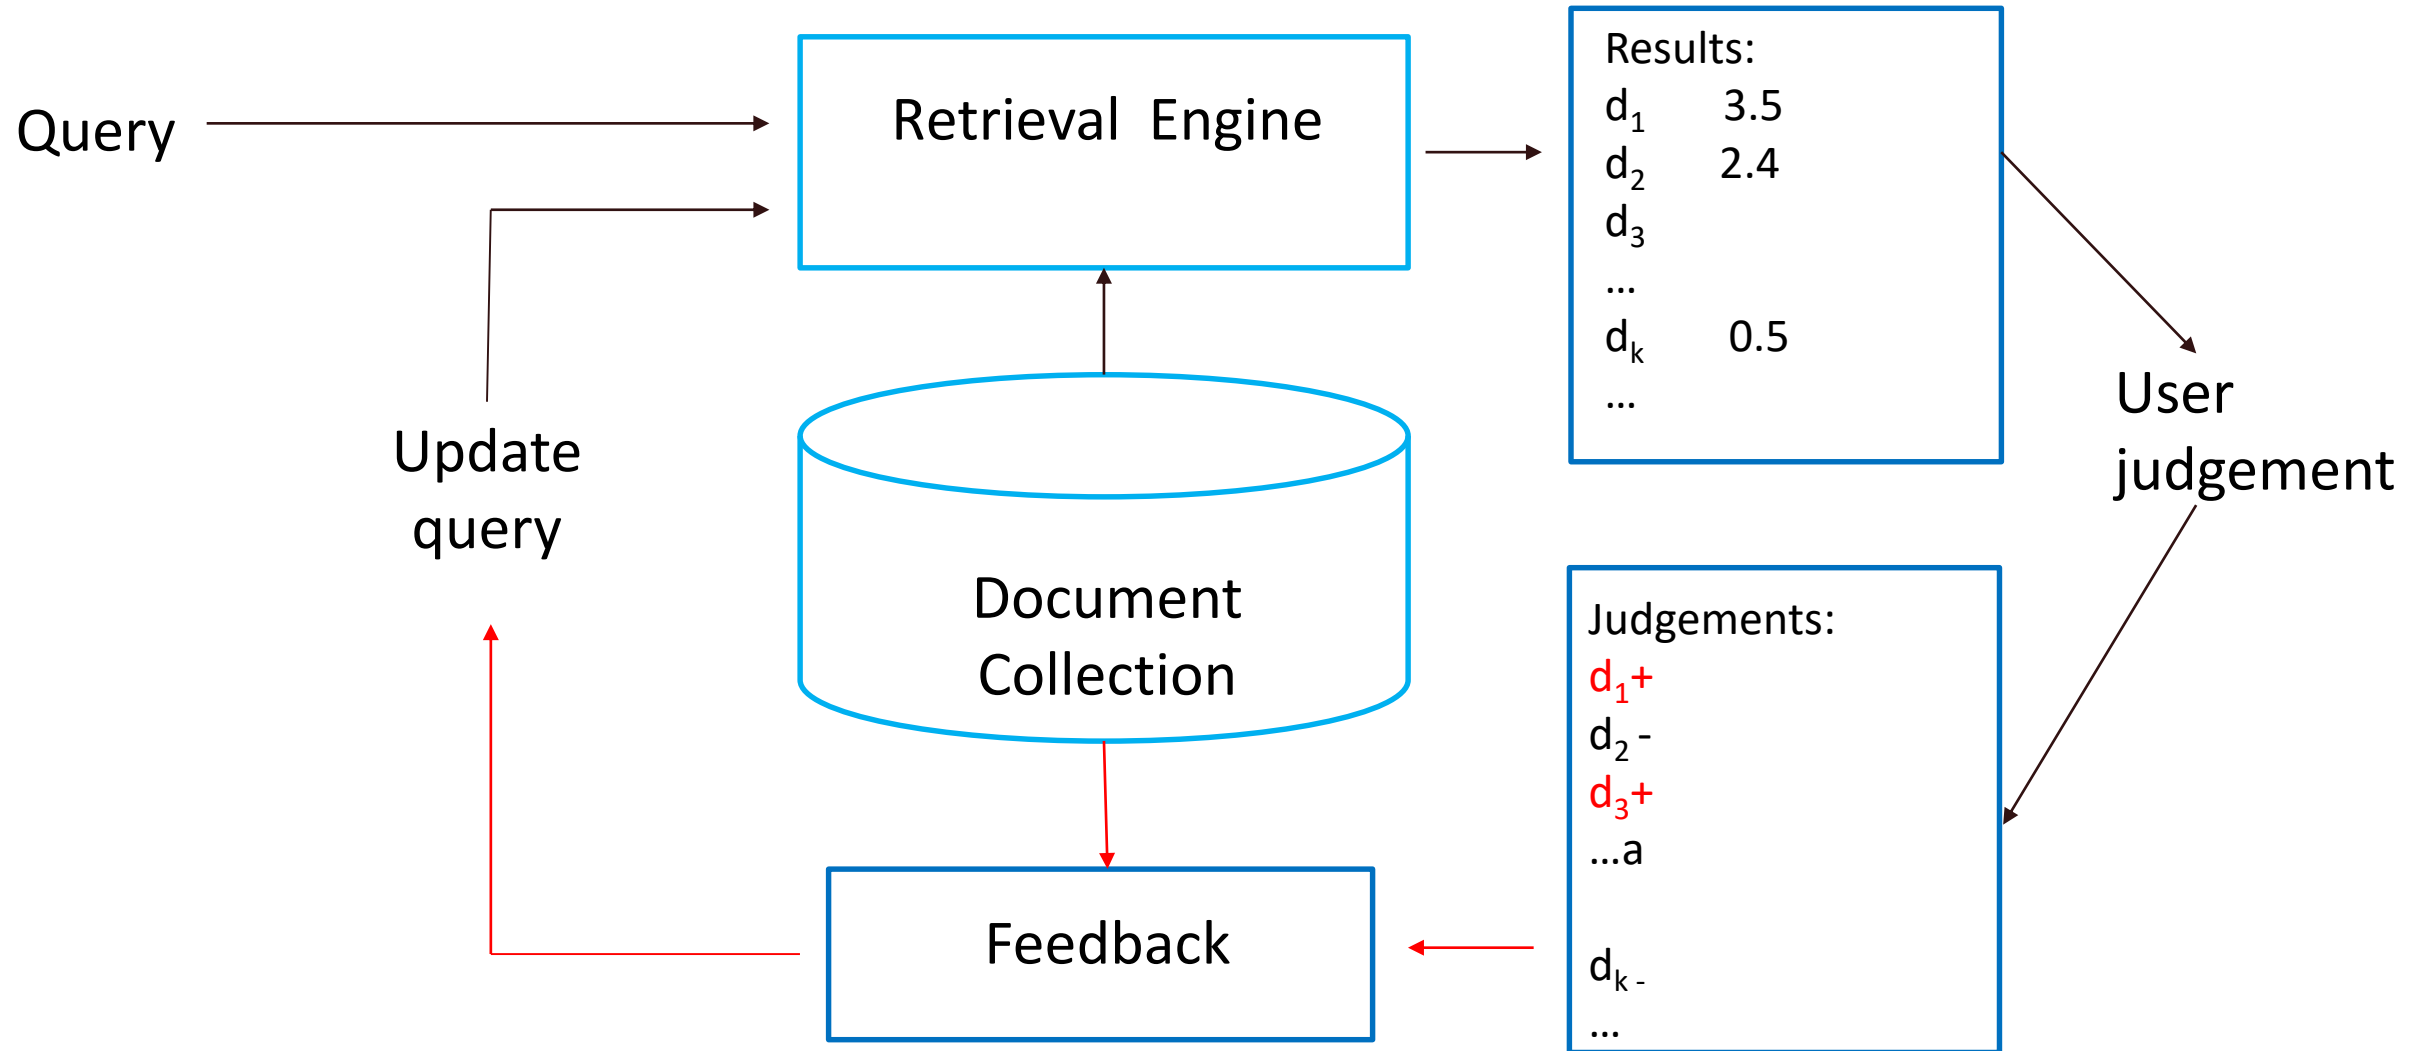 Query
Retrieval Engine
Results:
d₁ 3.5
d₂ 2.4
d₃
...
dₖ 0.5
...
User
judgement
Update
query
Document
Collection
Judgements:
d₁+
d₂ -
d₃+
...a
dₖ -
...
Feedback